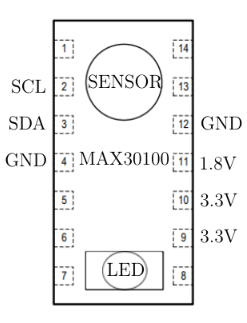 1 14
SCL 2 SENSOR 13
SDA 3 12 GND
GND 4 MAX30100 11 1.8V
5 10 3.3V
6 9 3.3V
7 LED 8